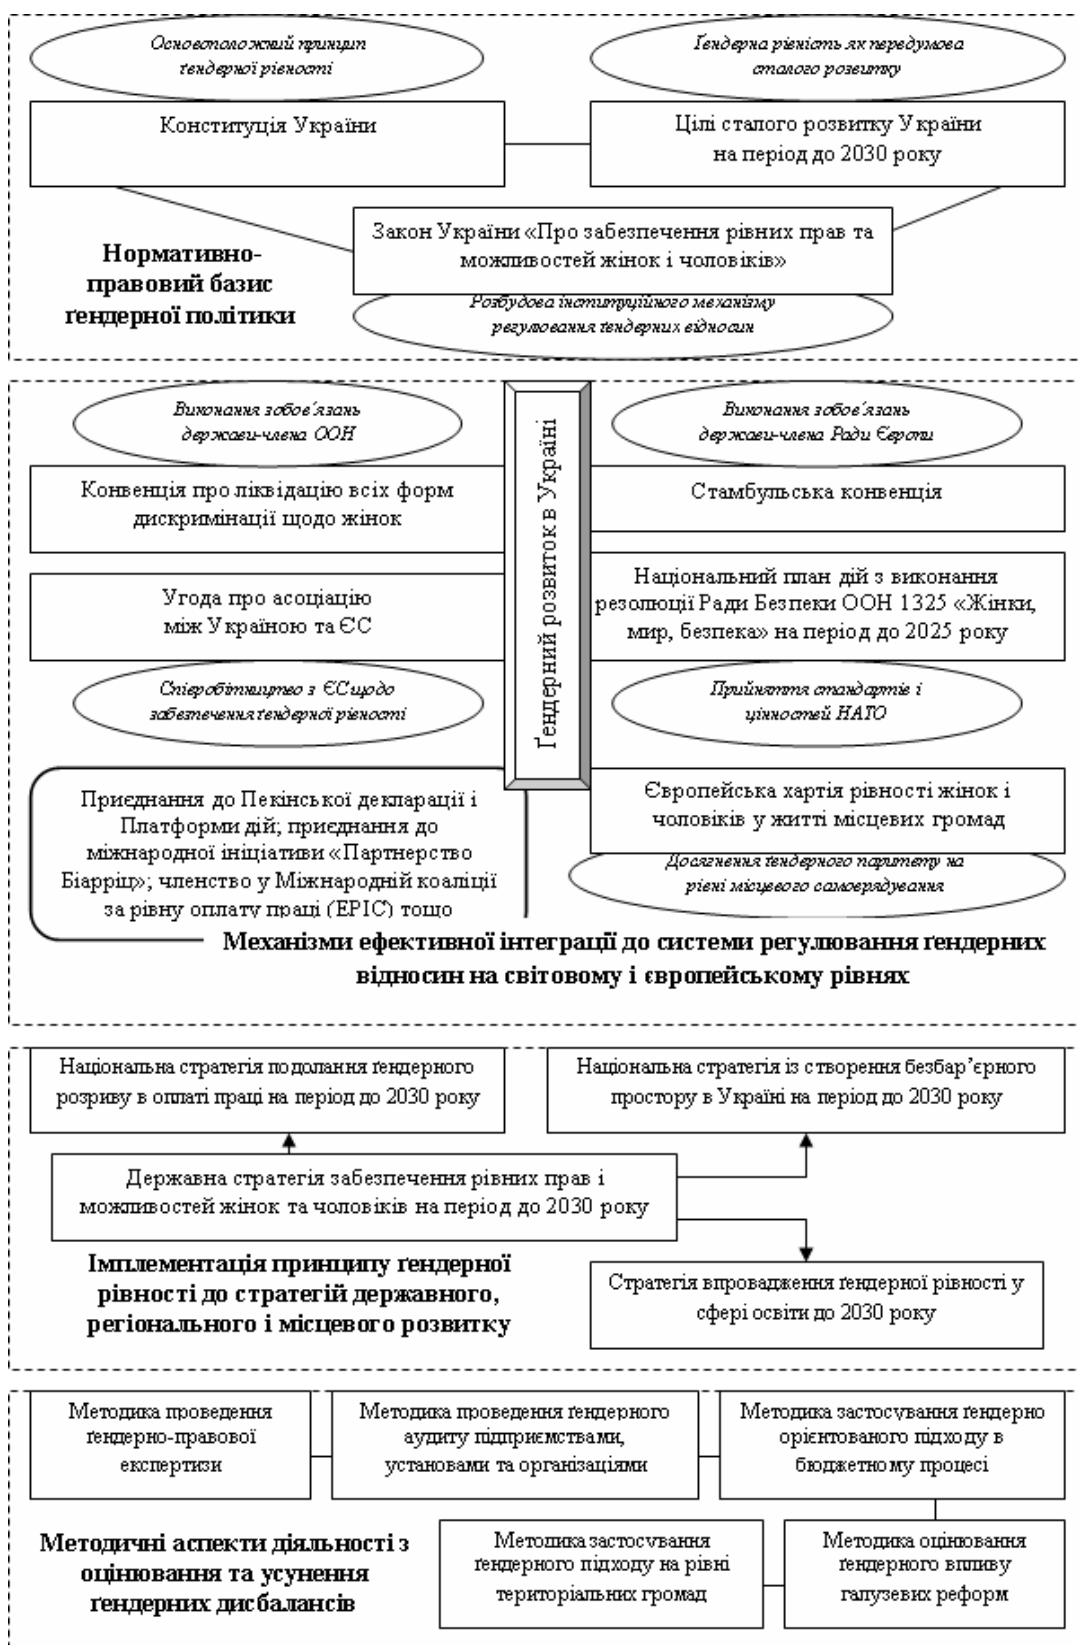 Основоположний принцип
ґендерної рівності
Ґендерна рівність як передумова
сталого розвитку
Конституція України
Цілі сталого розвитку України
на період до 2030 року
Закон України «Про забезпечення рівних прав та
можливостей жінок і чоловіків»
Розбудова інституційного механізму
регулювання ґендерних відносин
Нормативно-
правовий базис
ґендерної політики
Виконання зобов'язань
держави-члена ООН
Виконання зобов'язань
держави-члена Ради Європи
Конвенція про ліквідацію всіх форм
дискримінації щодо жінок
Стамбульська конвенція
Ґендерний розвиток в Україні
Угода про асоціацію
між Україною та ЄС
Національний план дій з виконання
резолюції Ради Безпеки ООН 1325 «Жінки,
мир, безпека» на період до 2025 року
Співробітництво з ЄС щодо
забезпечення ґендерної рівності
Прийняття стандартів і
цінностей НАТО
Приєднання до Пекінської декларації і
Платформи дій; приєднання до
міжнародної ініціативи «Партнерство
Біарріц»; членство у Міжнародній коаліції
за рівну оплату праці (EPIC) тощо
Європейська хартія рівності жінок і
чоловіків у житті місцевих громад
Досягнення ґендерного паритету на
рівні місцевого самоврядування
Механізми ефективної інтеграції до системи регулювання ґендерних
відносин на світовому і європейському рівнях
Національна стратегія подолання ґендерного
розриву в оплаті праці на період до 2030 року
Національна стратегія із створення безбар’єрного
простору в Україні на період до 2030 року
Державна стратегія забезпечення рівних прав і
можливостей жінок та чоловіків на період до 2030 року
Імплементація принципу ґендерної
рівності до стратегій державного,
регіонального і місцевого розвитку
Стратегія впровадження ґендерної рівності у
сфері освіти до 2030 року
Методика проведення
ґендерно-правової
експертизи
Методика проведення ґендерного
аудиту підприємствами,
установами та організаціями
Методика застосування ґендерно
орієнтованого підходу в
бюджетному процесі
Методичні аспекти діяльності з
оцінювання та усунення
ґендерних дисбалансів
Методика застосування
ґендерного підходу на рівні
територіальних громад
Методика оцінювання
ґендерного впливу
галузевих реформ